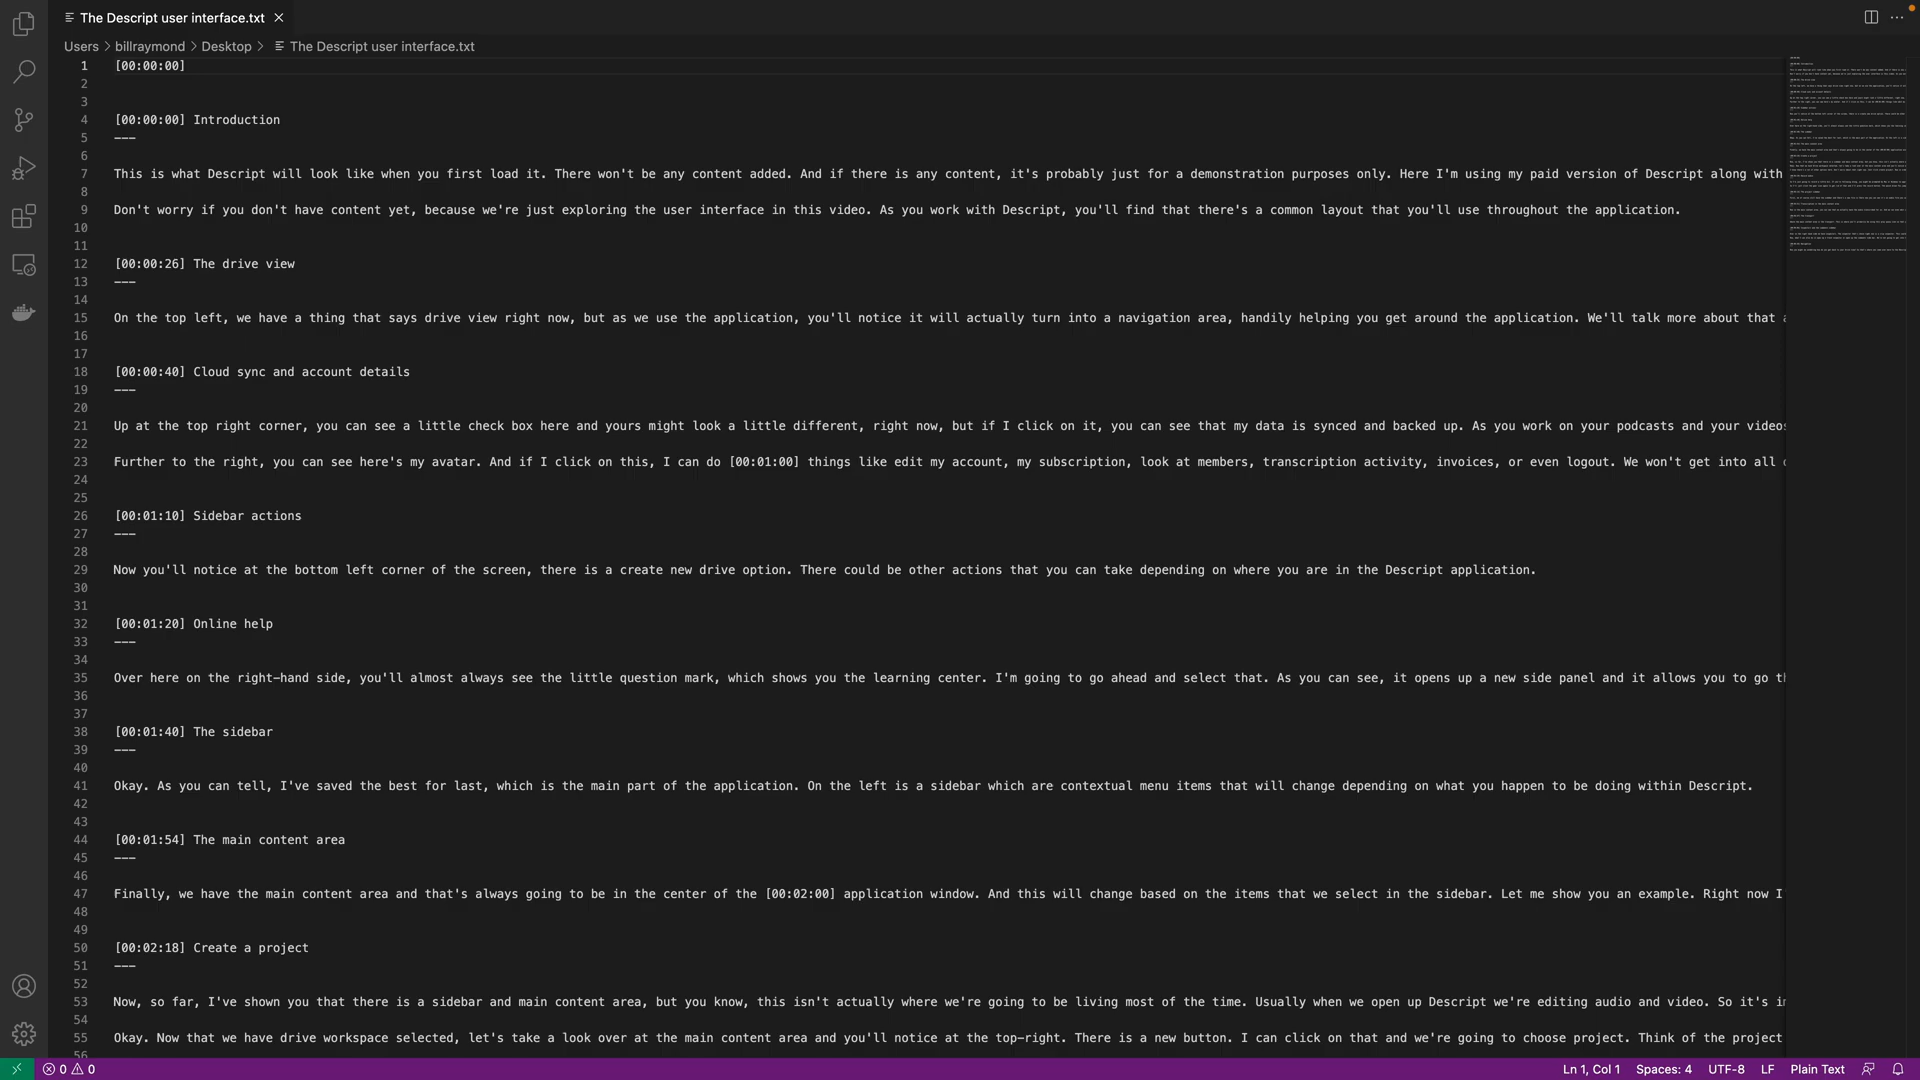 The Descript user interface.txt
Users > billraymond > Desktop > The Descript user interface.txt
1 [00:00:00]
2
3
4 [00:00:00] Introduction
5 ---
6
7 This is what Descript will look like when you first load it. There won't be any content added. And if there is any content, it's probably just for a demonstration purposes only. Here I'm using my paid version of Descript along with
8
9 Don't worry if you don't have content yet, because we're just exploring the user interface in this video. As you work with Descript, you'll find that there's a common layout that you'll use throughout the application.
10
11
12 [00:00:26] The drive view
13 ---
14
15 On the top left, we have a thing that says drive view right now, but as we use the application, you'll notice it will actually turn into a navigation area, handily helping you get around the application. We'll talk more about that a
16
17
18 [00:00:40] Cloud sync and account details
19 ---
20
21 Up at the top right corner, you can see a little check box here and yours might look a little different, right now, but if I click on it, you can see that my data is synced and backed up. As you work on your podcasts and your videos
22
23 Further to the right, you can see here's my avatar. And if I click on this, I can do [00:01:00] things like edit my account, my subscription, look at members, transcription activity, invoices, or even logout. We won't get into all
24
25
26 [00:01:10] Sidebar actions
27 ---
28
29 Now you'll notice at the bottom left corner of the screen, there is a create new drive option. There could be other actions that you can take depending on where you are in the Descript application.
30
31
32 [00:01:20] Online help
33 ---
34
35 Over here on the right-hand side, you'll almost always see the little question mark, which shows you the learning center. I'm going to go ahead and select that. As you can see, it opens up a new side panel and it allows you to go
36
37
38 [00:01:40] The sidebar
39 ---
40
41 Okay. As you can tell, I've saved the best for last, which is the main part of the application. On the left is a sidebar which are contextual menu items that will change depending on what you happen to be doing within Descript.
42
43
44 [00:01:54] The main content area
45 ---
46
47 Finally, we have the main content area and that's always going to be in the center of the [00:02:00] application window. And this will change based on the items that we select in the sidebar. Let me show you an example. Right now I
48
49
50 [00:02:18] Create a project
51 ---
52
53 Now, so far, I've shown you that there is a sidebar and main content area, but you know, this isn't actually where we're going to be living most of the time. Usually when we open up Descript we're editing audio and video. So it's
54
55 Okay. Now that we have drive workspace selected, let's take a look over at the main content area and you'll notice at the top-right. There is a new button. I can click on that and we're going to choose project. Think of the project
56
0 0 Ln 1, Col 1 Spaces: 4 UTF-8 LF Plain Text